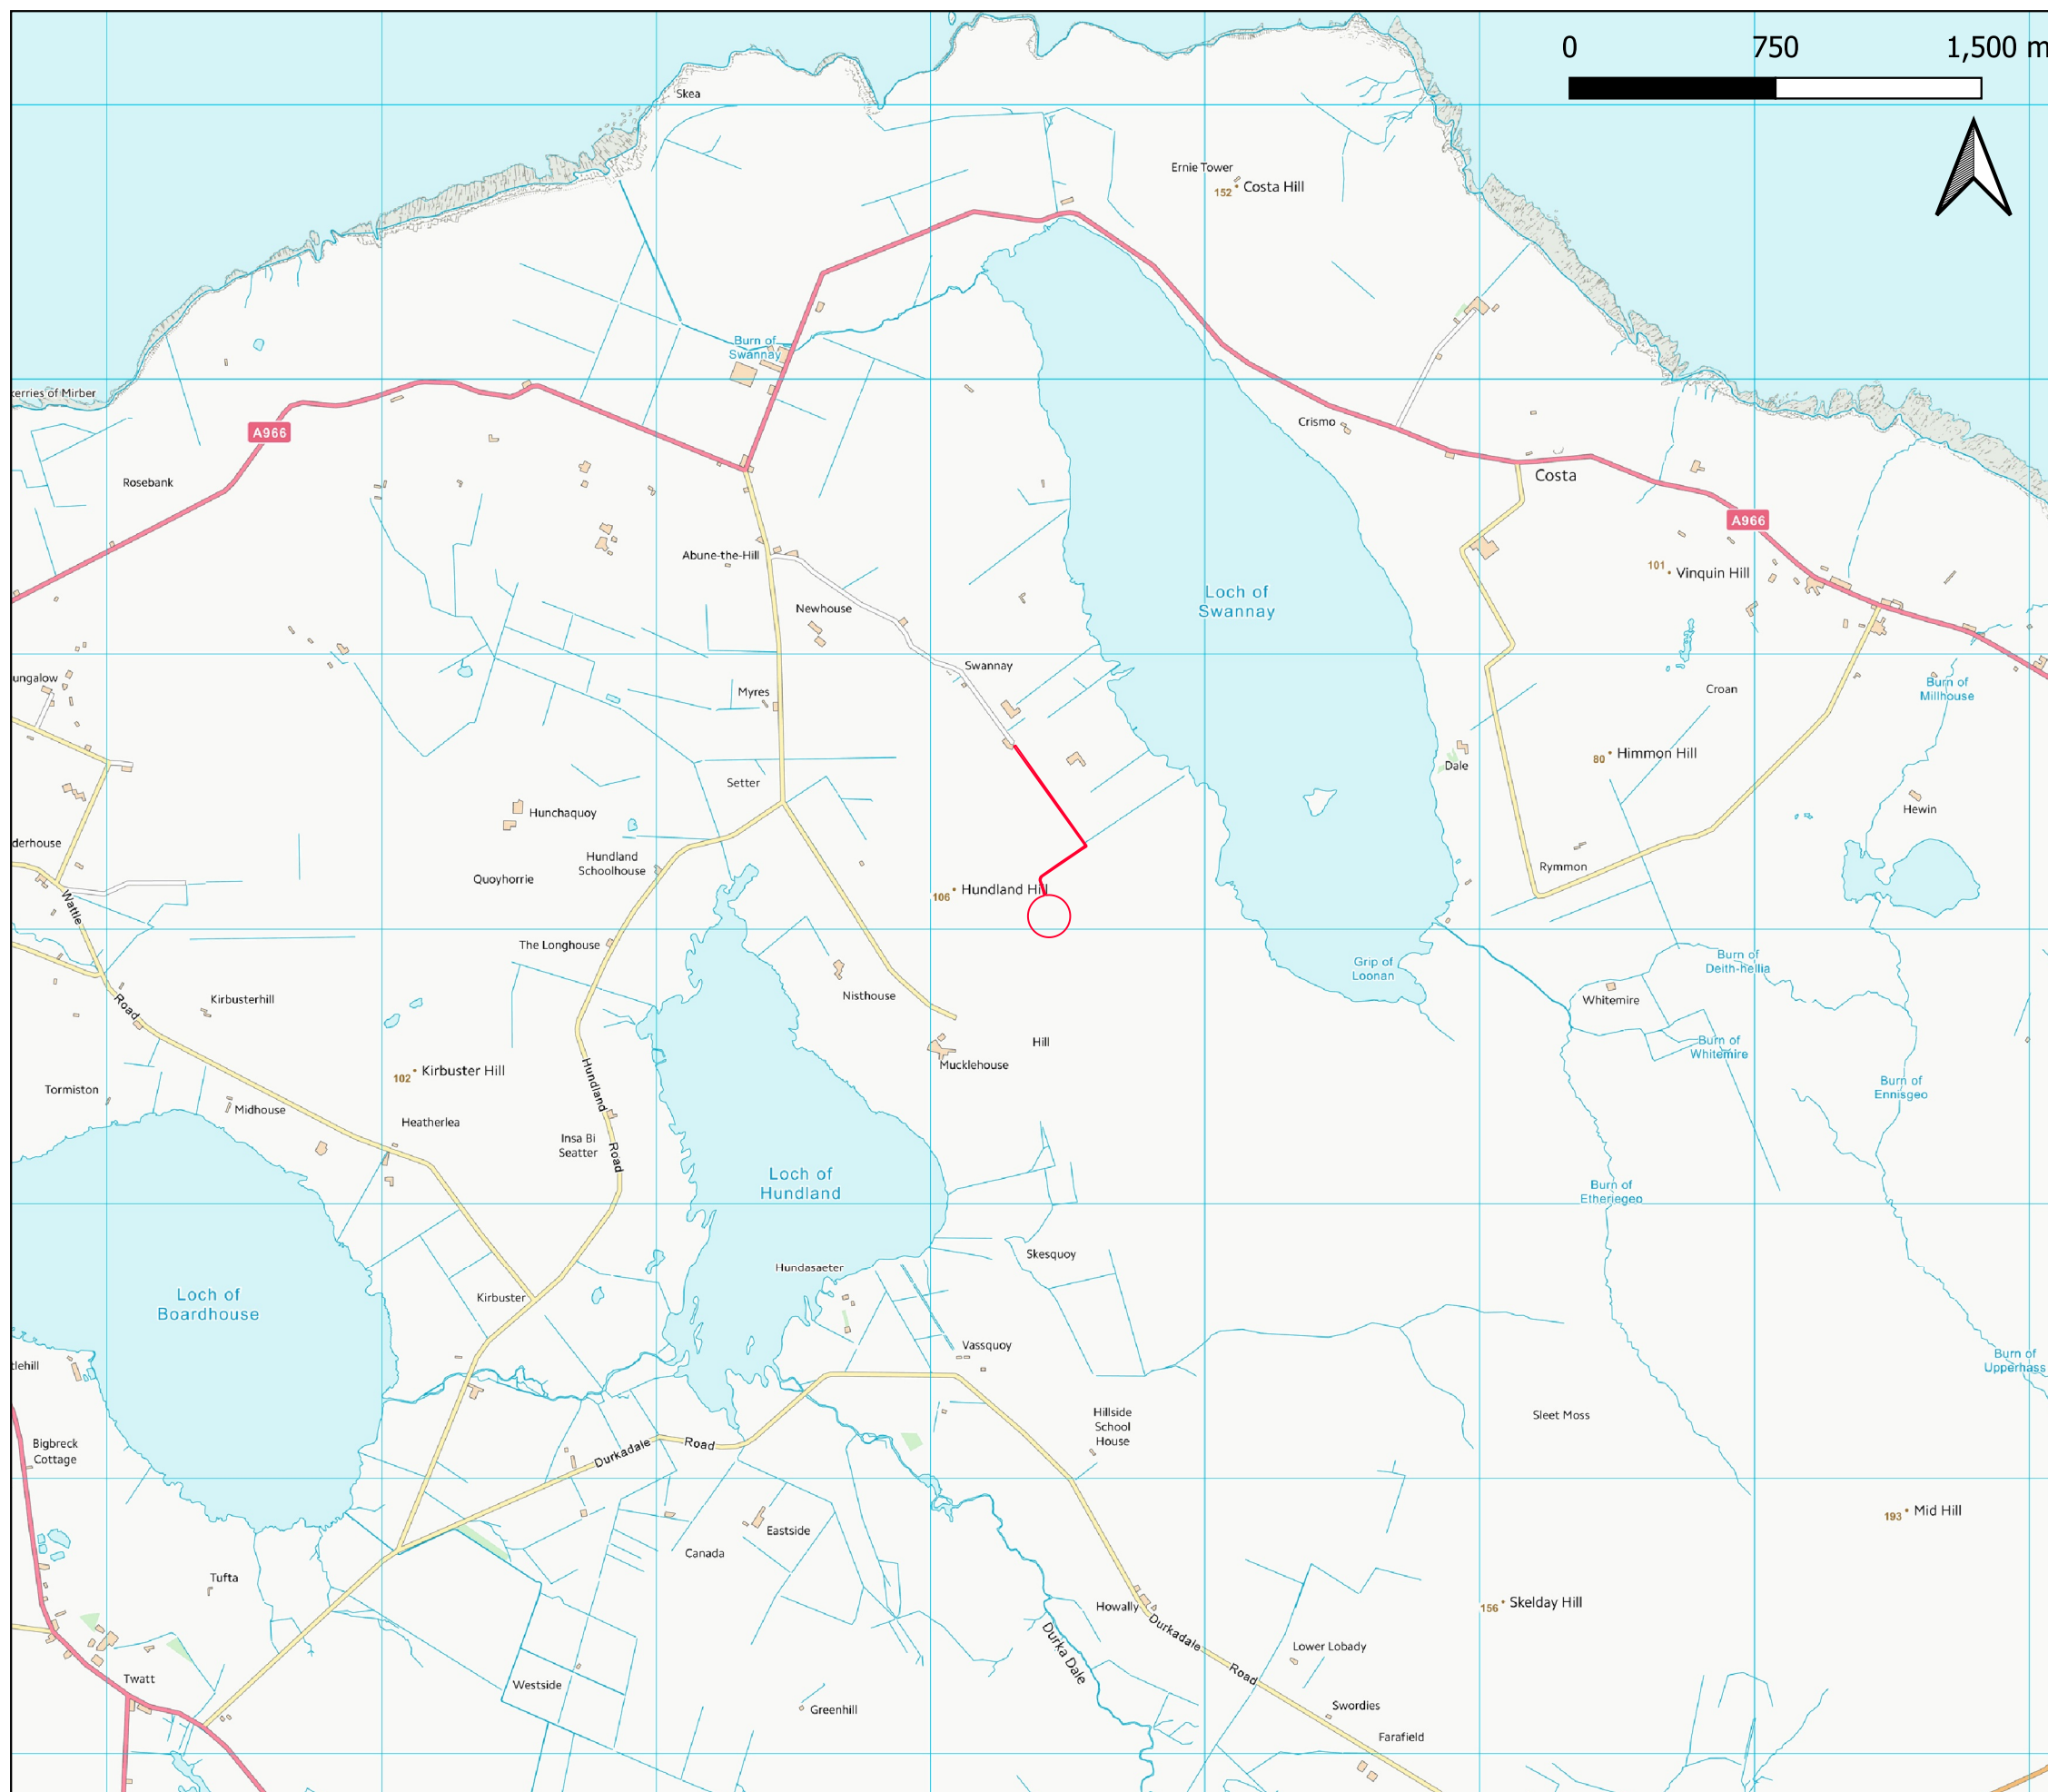 0 750 1,500 m
Skea
Ernie Tower
152 Costa Hill
Burn of
Swannay
kerries of Mirber
A966
Crismo
Costa
Rosebank
A966
Abune-the-Hill
Vinquin Hill
101
Loch of
Swannay
Newhouse
Swannay
ungalow
Myres
Croan
Burn of
Millhouse
Himmon Hill
80
Dale
Setter
Hunchaquoy
Hewin
derhouse
Hundland
Schoolhouse
Rymmon
Quoyhorrie
106 Hundland Hill
Wattle
Road
The Longhouse
Grip of
Loonan
Burn of
Deith-hellia
Nisthouse
Kirbusterhill
Whitemire
Hill
Burn of
Whitemire
Mucklehouse
102 Kirbuster Hill
Tormiston
Midhouse
Hundland
Road
Burn of
Ennisgeo
Heatherlea
Insa Bi
Seatter
Loch of
Hundland
Burn of
Etheriegeo
Skesquoy
Hundasaeter
Loch of
Boardhouse
Kirbuster
Vassquoy
tlehill
Burn of
Upperhass
Hillside
School
House
Sleet Moss
Bigbreck
Cottage
Durkadale
Road
193 Mid Hill
Eastside
Canada
Tufta
Howally
156 Skelday Hill
Durkadale
Road
Durka Dale
Lower Lobady
Twatt
Westside
Greenhill
Swordies
Farafield